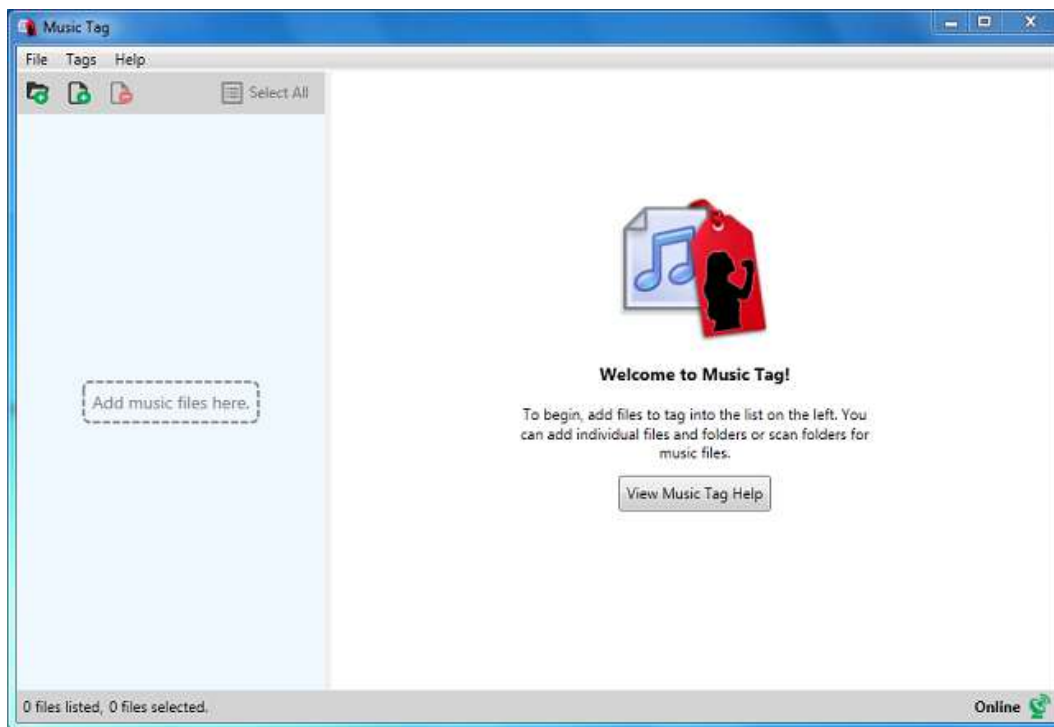 Music Tag
File Tags Help
Select All
Add music files here.
Welcome to Music Tag!
To begin, add files to tag into the list on the left. You
can add individual files and folders or scan folders for
music files.
View Music Tag Help
0 files listed, 0 files selected.
Online